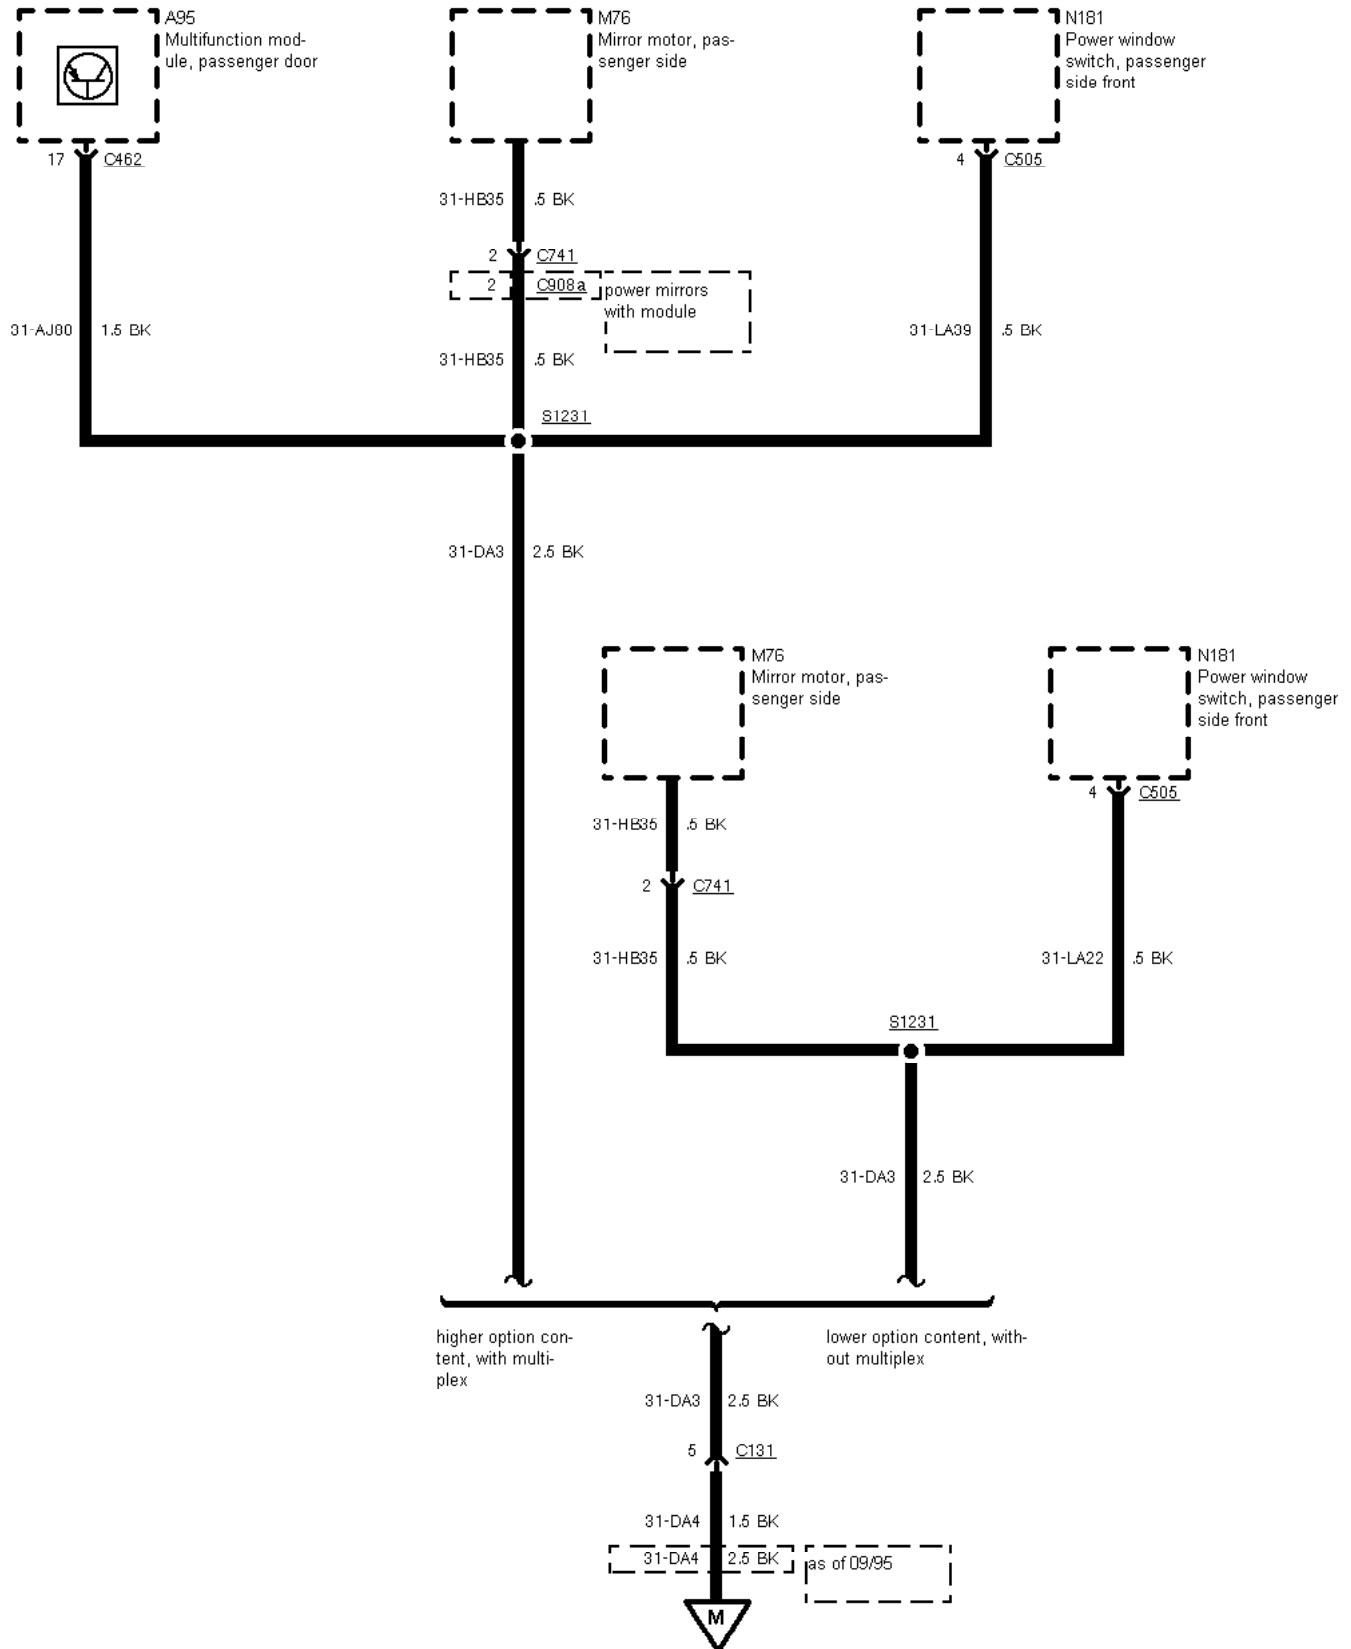 A95
Multifunction mod-
ule, passenger door
M76
Mirror motor, pas-
senger side
N181
Power window
switch, passenger
side front
17 C462
4 C505
31-HB35 .5 BK
2 C741
2 C908a
power mirrors
with module
31-AJ80 1.5 BK
31-HB35 .5 BK
31-LA39 .5 BK
S1231
31-DA3 2.5 BK
M76
Mirror motor, pas-
senger side
N181
Power window
switch, passenger
side front
4 C505
31-HB35 .5 BK
2 C741
31-HB35 .5 BK
31-LA22 .5 BK
S1231
31-DA3 2.5 BK
higher option con-
tent, with multi-
plex
lower option content, with-
out multiplex
31-DA3 2.5 BK
5 C131
31-DA4 1.5 BK
31-DA4 2.5 BK
as of 09/95
M